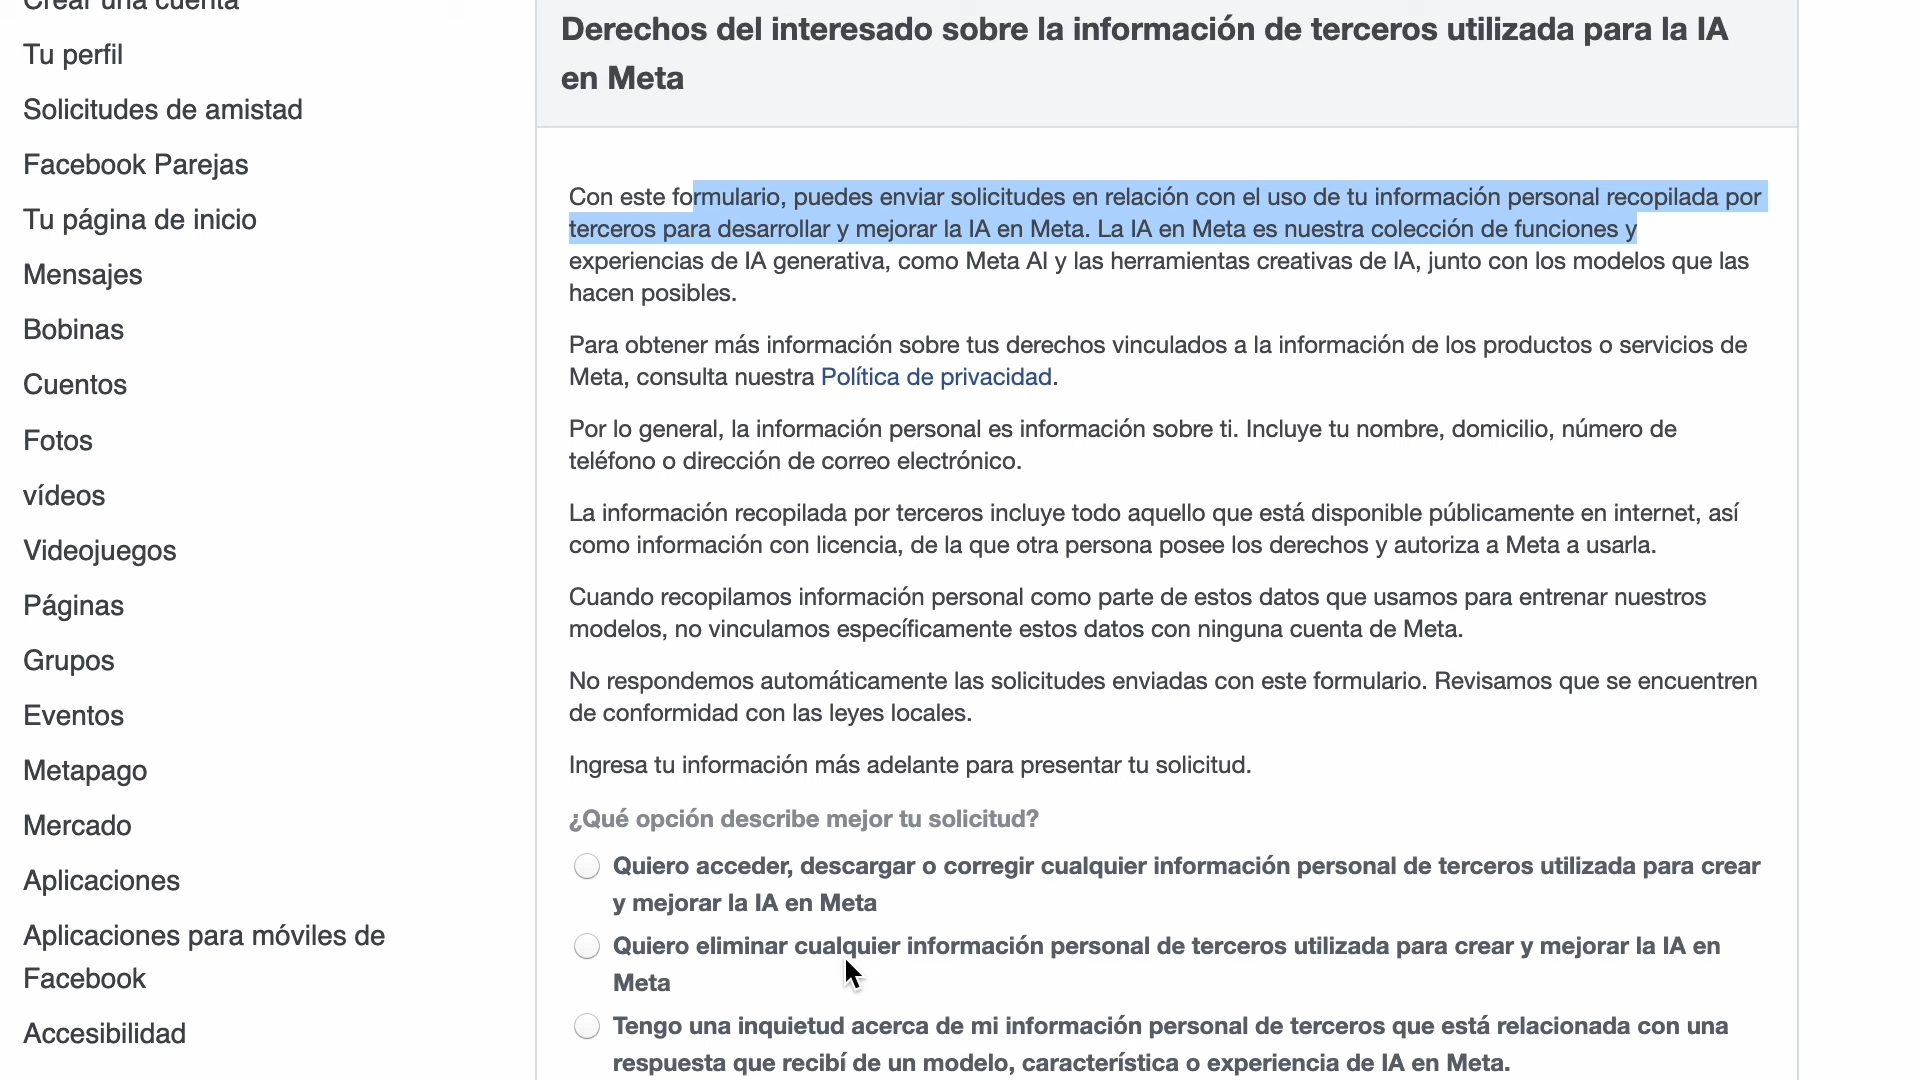 Crear una cuenta
Tu perfil
Solicitudes de amistad
Facebook Parejas
Tu página de inicio
Mensajes
Bobinas
Cuentos
Fotos
vídeos
Videojuegos
Páginas
Grupos
Eventos
Metapago
Mercado
Aplicaciones
Aplicaciones para móviles de
Facebook
Accesibilidad
Derechos del interesado sobre la información de terceros utilizada para la IA
en Meta
Con este formulario, puedes enviar solicitudes en relación con el uso de tu información personal recopilada por
terceros para desarrollar y mejorar la IA en Meta. La IA en Meta es nuestra colección de funciones y
experiencias de IA generativa, como Meta AI y las herramientas creativas de IA, junto con los modelos que las
hacen posibles.
Para obtener más información sobre tus derechos vinculados a la información de los productos o servicios de
Meta, consulta nuestra Política de privacidad.
Por lo general, la información personal es información sobre ti. Incluye tu nombre, domicilio, número de
teléfono o dirección de correo electrónico.
La información recopilada por terceros incluye todo aquello que está disponible públicamente en internet, así
como información con licencia, de la que otra persona posee los derechos y autoriza a Meta a usarla.
Cuando recopilamos información personal como parte de estos datos que usamos para entrenar nuestros
modelos, no vinculamos específicamente estos datos con ninguna cuenta de Meta.
No respondemos automáticamente las solicitudes enviadas con este formulario. Revisamos que se encuentren
de conformidad con las leyes locales.
Ingresa tu información más adelante para presentar tu solicitud.
¿Qué opción describe mejor tu solicitud?
Quiero acceder, descargar o corregir cualquier información personal de terceros utilizada para crear
y mejorar la IA en Meta
Quiero eliminar cualquier información personal de terceros utilizada para crear y mejorar la IA en
Meta
Tengo una inquietud acerca de mi información personal de terceros que está relacionada con una
respuesta que recibí de un modelo, característica o experiencia de IA en Meta.